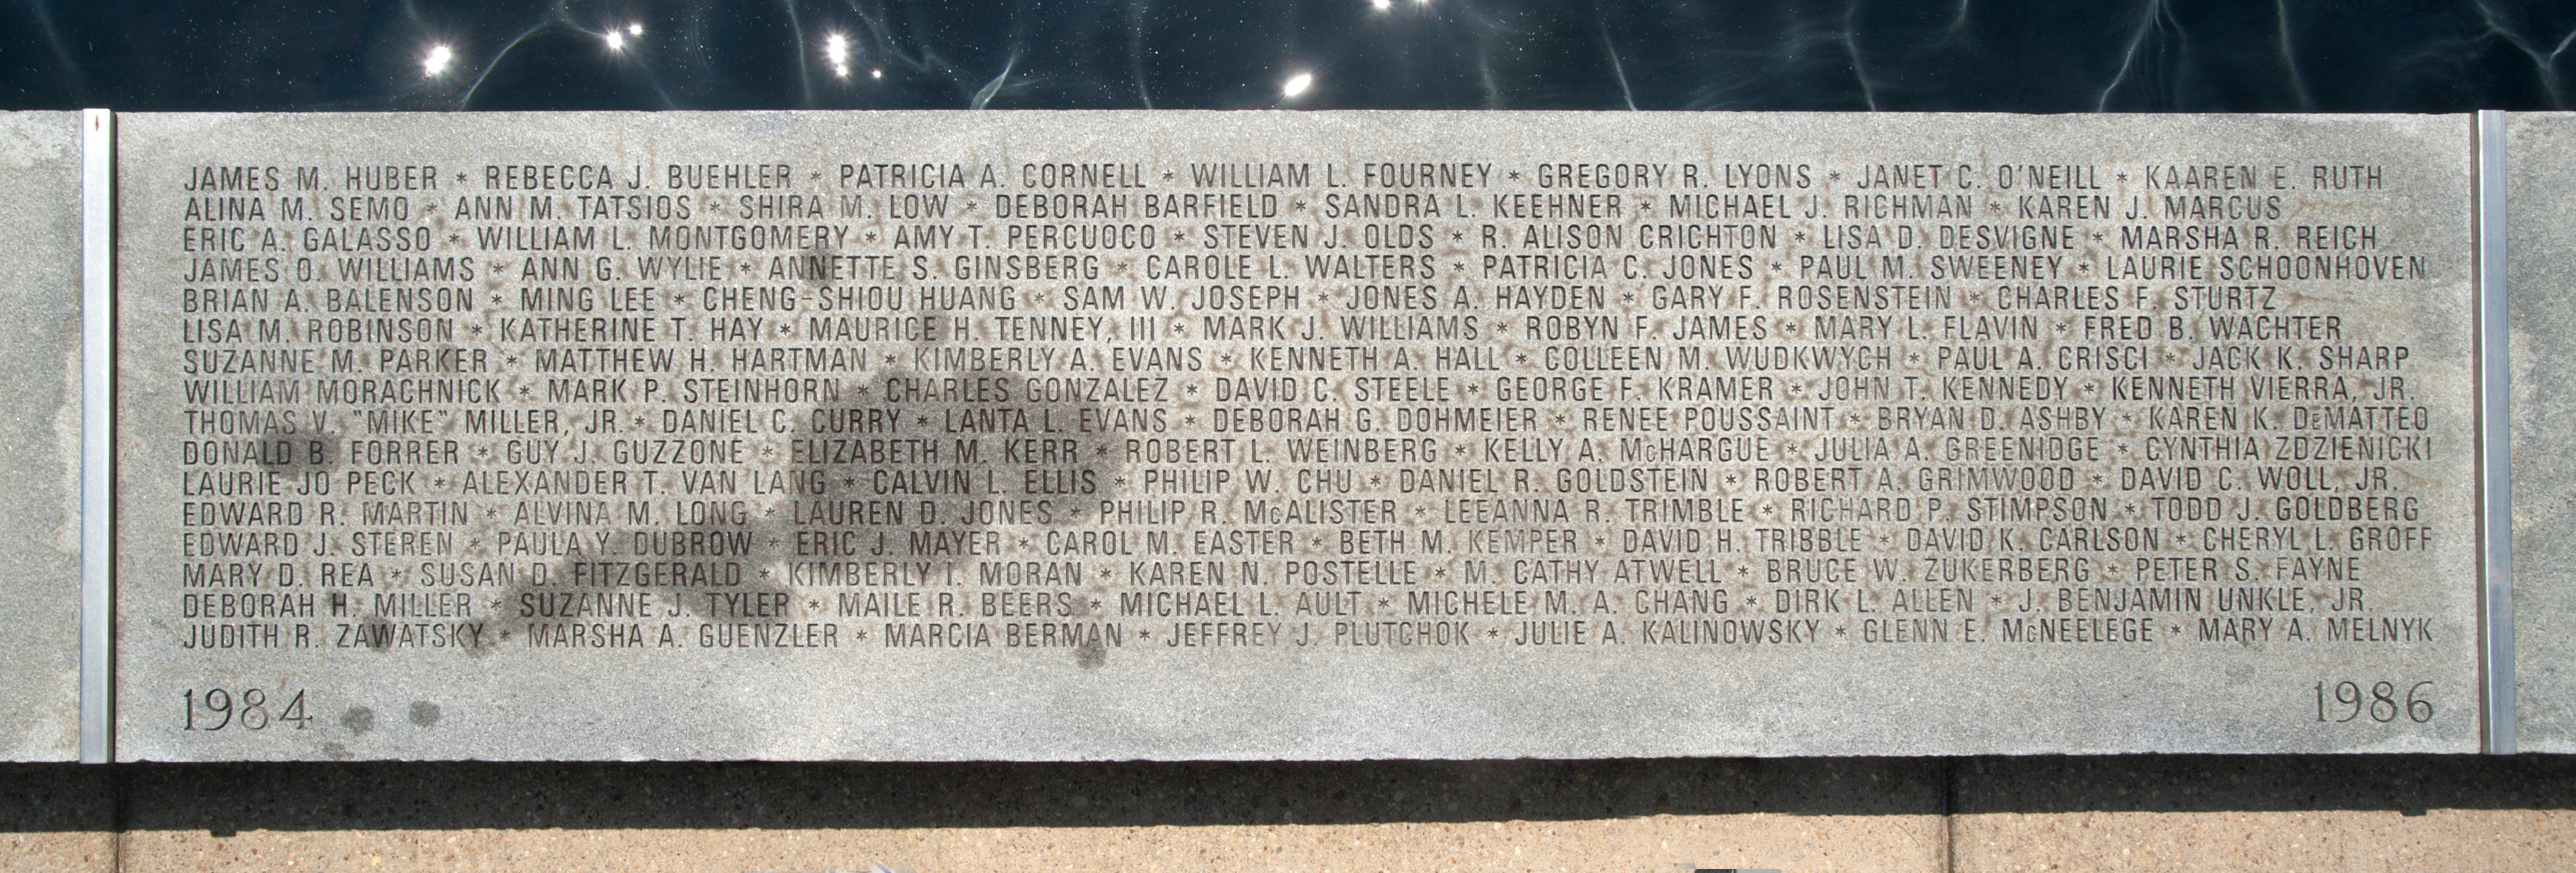 JAMES M. HUBER * REBECCA J. BUEHLER * PATRICIA A. CORNELL * WILLIAM L. FOURNEY * GREGORY R. LYONS * JANET C. O'NEILL * KAAREN E. RUTH
ALINA M. SEMO * ANN M. TATSIOS * SHIRA M. LOW * DEBORAH BARFIELD * SANDRA L. KEEHNER * MICHAEL J. RICHMAN * KAREN J. MARCUS
ERIC A. GALASSO * WILLIAM L. MONTGOMERY * AMY T. PERCUOCO * STEVEN J. OLDS * R. ALISON CRICHTON * LISA D. DESVIGNE * MARSHA R. REICH
JAMES O. WILLIAMS * ANN G. WYLIE * ANNETTE S. GINSBERG * CAROLE L. WALTERS * PATRICIA C. JONES * PAUL M. SWEENEY * LAURIE SCHOONHOVEN
BRIAN A. BALENSON * MING LEE * CHENG-SHIOU HUANG * SAM W. JOSEPH * JONES A. HAYDEN * GARY F. ROSENSTEIN * CHARLES F. STURTZ
LISA M. ROBINSON * KATHERINE T. HAY * MAURICE H. TENNEY, III * MARK J. WILLIAMS * ROBYN F. JAMES * MARY L. FLAVIN * FRED B. WACHTER
SUZANNE M. PARKER * MATTHEW H. HARTMAN * KIMBERLY A. EVANS * KENNETH A. HALL * COLLEEN M. WUDKWYCH * PAUL A. CRISCI * JACK K. SHARP
WILLIAM MORACHNICK * MARK P. STEINHORN * CHARLES GONZALEZ * DAVID C. STEELE * GEORGE F. KRAMER * JOHN T. KENNEDY * KENNETH VIERRA, JR.
THOMAS V. "MIKE" MILLER, JR. * DANIEL C. CURRY * LANTA L. EVANS * DEBORAH G. DOHMEIER * RENEE POUSSAINT * BRYAN D. ASHBY * KAREN K. DeMATTEO
DONALD B. FORRER * GUY J. GUZZONE * ELIZABETH M. KERR * ROBERT L. WEINBERG * KELLY A. McHARGUE * JULIA A. GREENIDGE * CYNTHIA ZDZIENICKI
LAURIE JO PECK * ALEXANDER T. VAN LANG * CALVIN L. ELLIS * PHILIP W. CHU * DANIEL R. GOLDSTEIN * ROBERT A. GRIMWOOD * DAVID C. WOLL, JR.
EDWARD R. MARTIN * ALVINA M. LONG * LAUREN D. JONES * PHILIP R. McALISTER * LEEANNA R. TRIMBLE * RICHARD P. STIMPSON * TODD J. GOLDBERG
EDWARD J. STEREN * PAULA Y. DUBROW * ERIC J. MAYER * CAROL M. EASTER * BETH M. KEMPER * DAVID H. TRIBBLE * DAVID K. CARLSON * CHERYL L. GROFF
MARY D. REA * SUSAN D. FITZGERALD * KIMBERLY I. MORAN * KAREN N. POSTELLE * M. CATHY ATWELL * BRUCE W. ZUKERBERG * PETER S. FAYNE
DEBORAH H. MILLER * SUZANNE J. TYLER * MAILE R. BEERS * MICHAEL L. AULT * MICHELE M. A. CHANG * DIRK L. ALLEN * J. BENJAMIN UNKLE, JR.
JUDITH R. ZAWATSKY * MARSHA A. GUENZLER * MARCIA BERMAN * JEFFREY J. PLUTCHOK * JULIE A. KALINOWSKY * GLENN E. McNEELEGE * MARY A. MELNYK
1984 1986